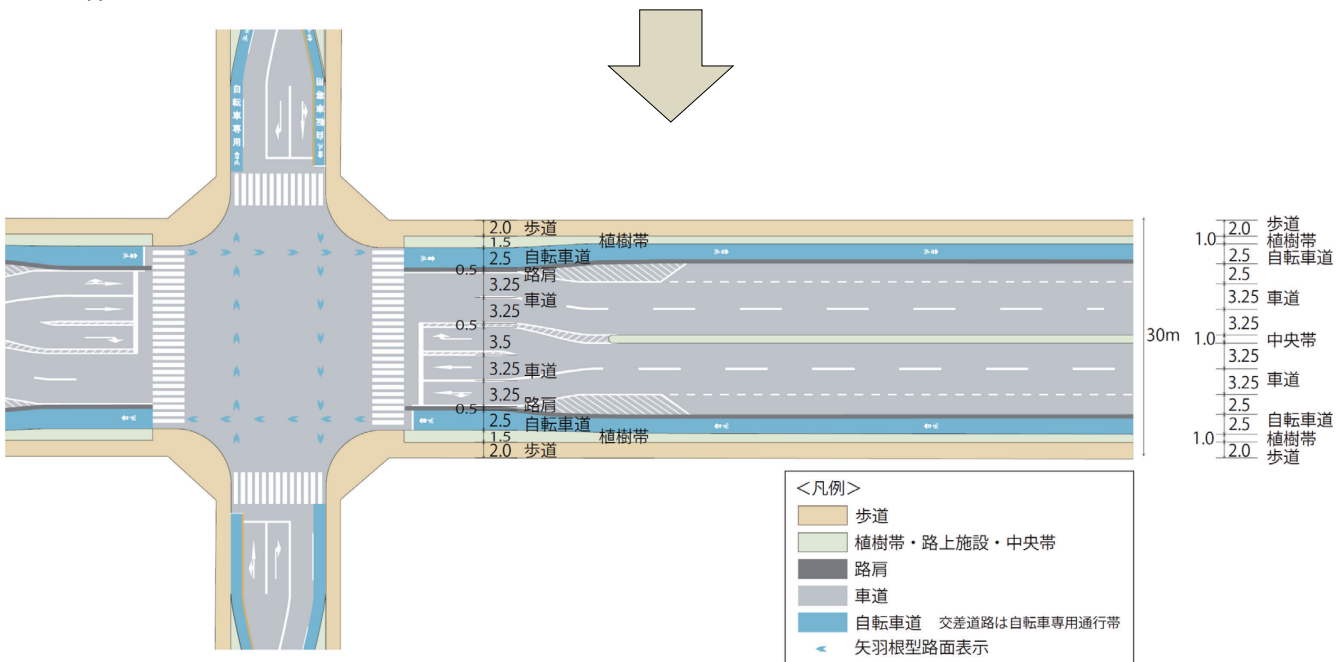 自転車専用
自転車専用
2.0 歩道
1.5 植樹帯
2.5 自転車道
0.5 路肩
3.25
車道
3.25
0.5
3.5
3.25 車道
3.25
0.5 路肩
2.5 自転車道
1.5 植樹帯
2.0 歩道
30m
2.0 歩道
1.0 植樹帯
2.5 自転車道
2.5
3.25 車道
3.25
1.0 中央帯
3.25
3.25 車道
2.5
2.5 自転車道
1.0 植樹帯
2.0 歩道
<凡例>
歩道
植樹帯・路上施設・中央帯
路肩
車道
自転車道 交差道路は自転車専用通行帯
矢羽根型路面表示